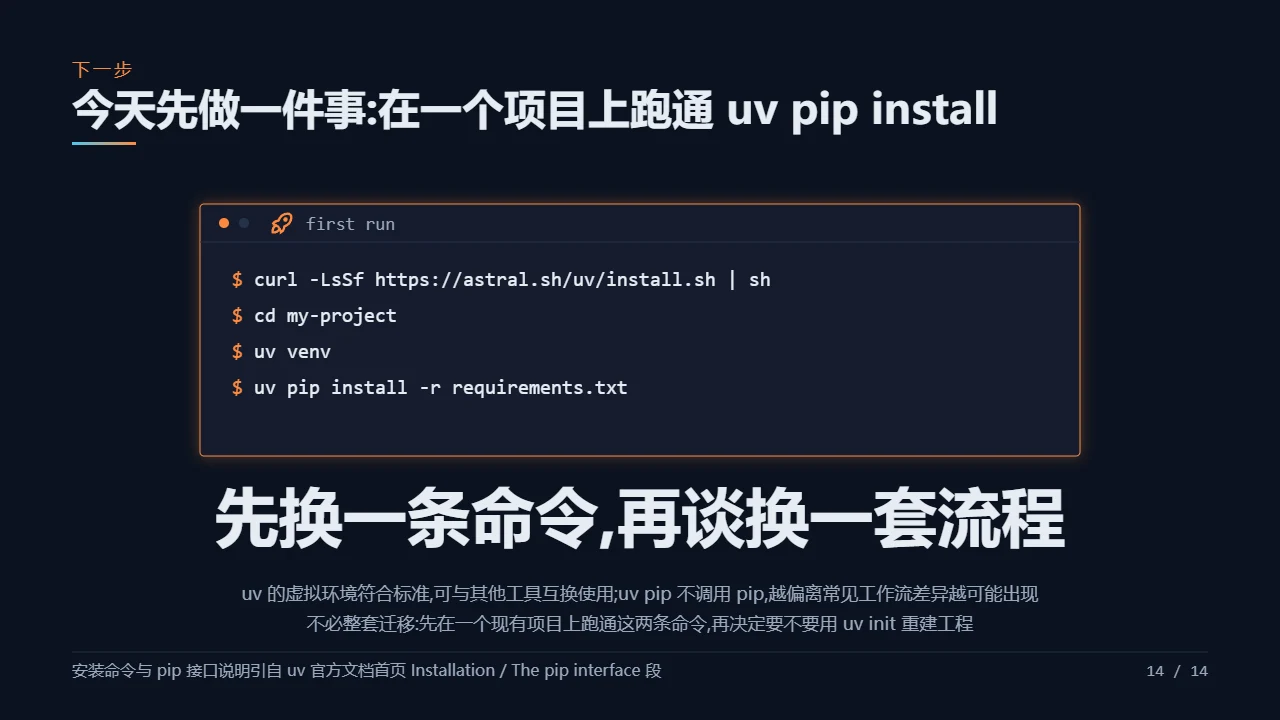 下一步
今天先做一件事:在一个项目上跑通 uv pip install
first run
$ curl -LsSf https://astral.sh/uv/install.sh | sh
$ cd my-project
$ uv venv
$ uv pip install -r requirements.txt
先换一条命令,再谈换一套流程
uv 的虚拟环境符合标准,可与其他工具互换使用;uv pip 不调用 pip,越偏离常见工作流差异越可能出现
不必整套迁移:先在一个现有项目上跑通这两条命令,再决定要不要用 uv init 重建工程
安装命令与 pip 接口说明引自 uv 官方文档首页 Installation / The pip interface 段
14 / 14